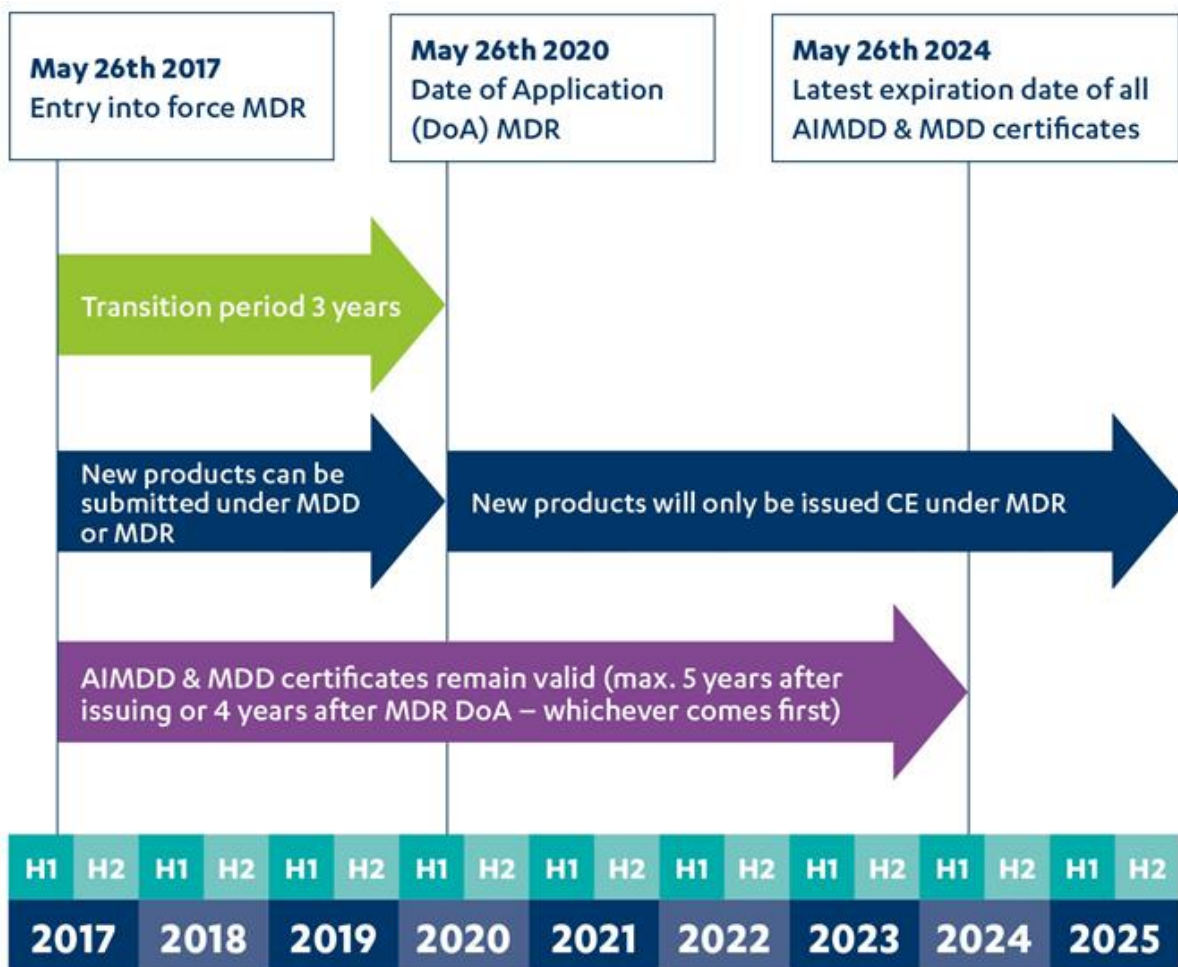 May 26th 2017
Entry into force MDR
May 26th 2020
Date of Application
(DoA) MDR
May 26th 2024
Latest expiration date of all
AIMDD & MDD certificates
Transition period 3 years
New products can be
submitted under MDD
or MDR
New products will only be issued CE under MDR
AIMDD & MDD certificates remain valid (max. 5 years after
issuing or 4 years after MDR DoA – whichever comes first)
H1 H2 H1 H2 H1 H2 H1 H2 H1 H2 H1 H2 H1 H2 H1 H2 H1 H2
2017 2018 2019 2020 2021 2022 2023 2024 2025